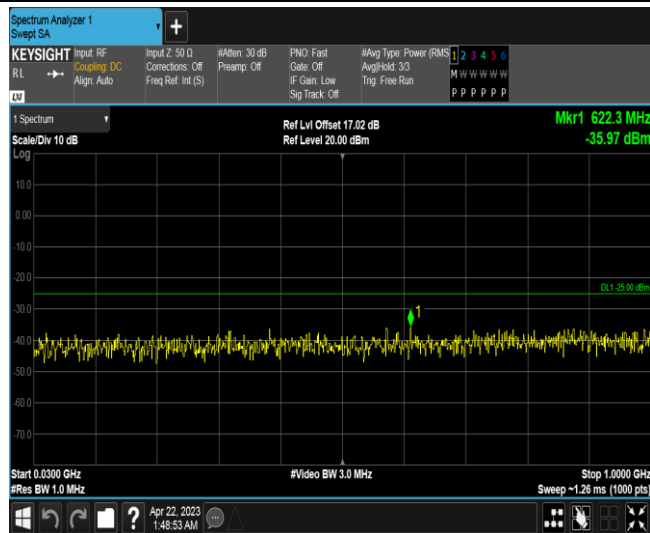 Spectrum Analyzer 1
Swept SA
+
KEYSIGHT
RL
Input: RF
Coupling: DC
Align: Auto
Input Z: 50 Ω
Corrections: Off
Freq Ref: Int (S)
#Atten: 30 dB
Preamp: Off
PNO: Fast
Gate: Off
IF Gain: Low
Sig Track: Off
#Avg Type: Power (RMS
Avg|Hold: 3/3
Trig: Free Run
1 2 3 4 5 6
M W W W W W
P P P P P P
1 Spectrum
Scale/Div 10 dB
Log
Ref Lvl Offset 17.02 dB
Ref Level 20.00 dBm
Mkr1 622.3 MHz
-35.97 dBm
10.0
0.00
-10.0
-20.0
DL1 -25.00 dBm
-30.0
1
-40.0
-50.0
-60.0
-70.0
Start 0.0300 GHz
#Res BW 1.0 MHz
#Video BW 3.0 MHz
Stop 1.0000 GHz
Sweep ~1.26 ms (1000 pts)
?
Apr 22, 2023
1:48:53 AM